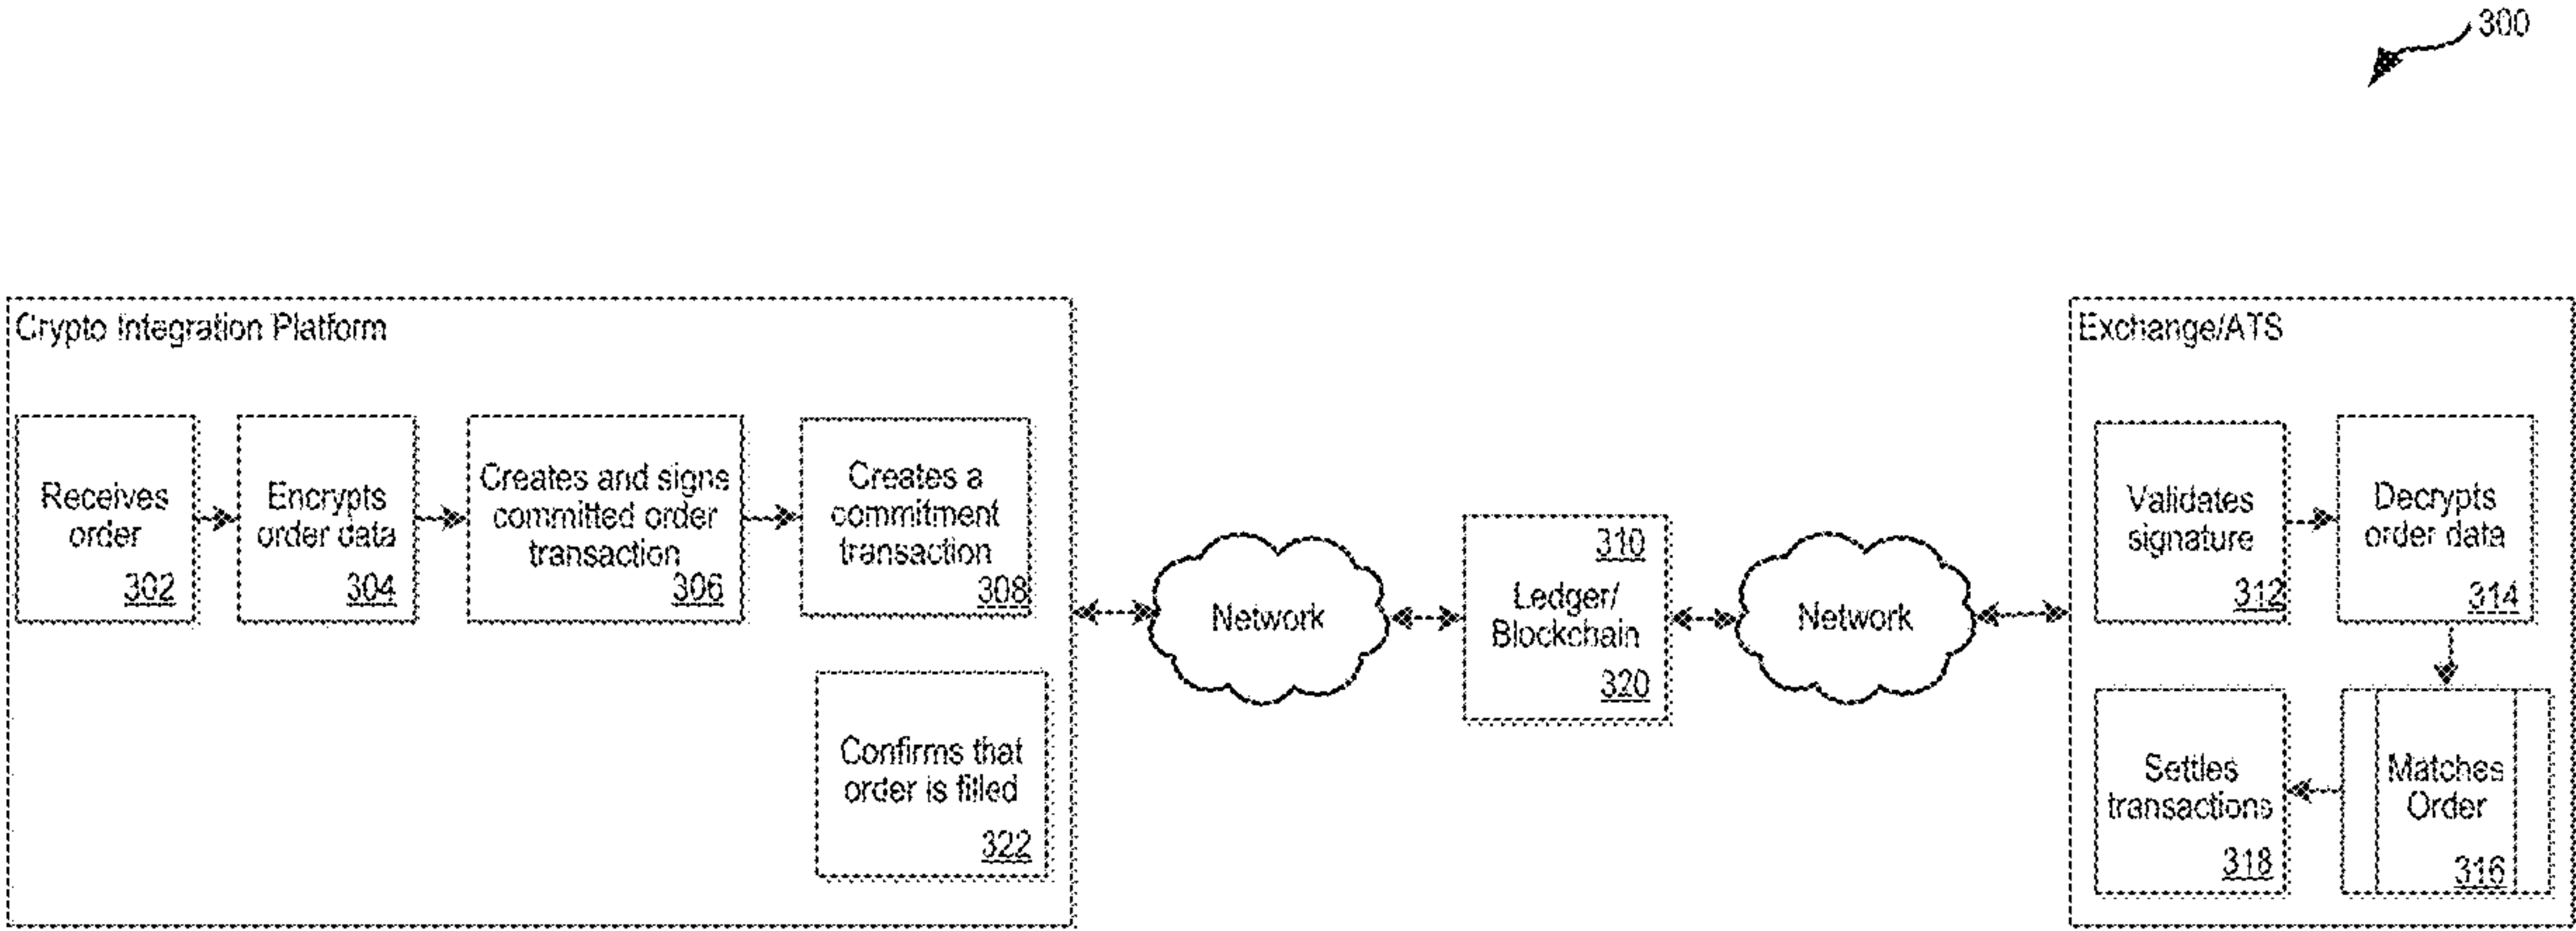 300
Crypto Integration Platform
Receives
order
302
Encrypts
order data
304
Creates and signs
committed order
transaction
306
Creates a
commitment
transaction
308
Confirms that
order is filled
322
Network
310
Ledger/
Blockchain
320
Network
Exchange/ATS
Validates
signature
312
Decrypts
order data
314
Settles
transactions
318
Matches
Order
316